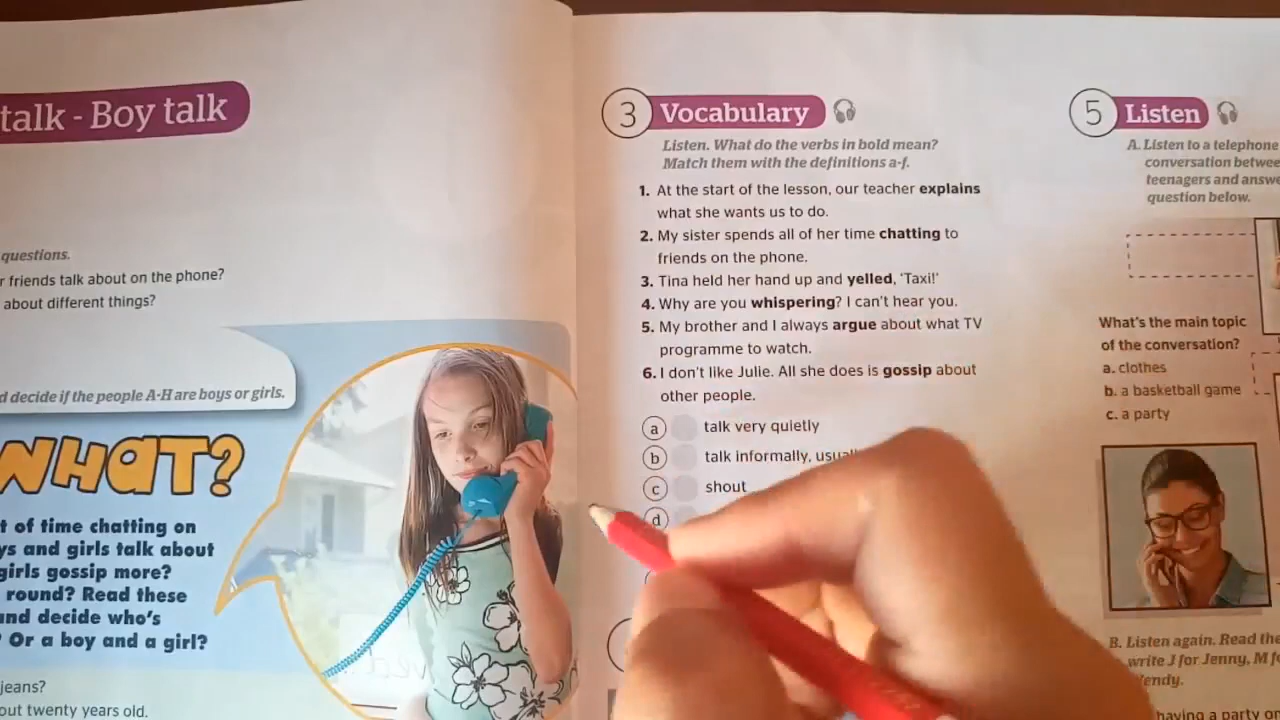 talk - Boy talk
questions.
friends talk about on the phone?
about different things?
decide if the people A-H are boys or girls.
WHAT?
of time chatting on
and girls talk about
girls gossip more?
round? Read these
and decide who's
Or a boy and a girl?
jeans?
twenty years old.
3 Vocabulary
Listen. What do the verbs in bold mean?
Match them with the definitions a-f.
1. At the start of the lesson, our teacher explains
what she wants us to do.
2. My sister spends all of her time chatting to
friends on the phone.
3. Tina held her hand up and yelled, 'Taxi!'
4. Why are you whispering? I can't hear you.
5. My brother and I always argue about what TV
programme to watch.
6. I don't like Julie. All she does is gossip about
other people.
a talk very quietly
b talk informally,
c shout
d
5 Listen
A. Listen to a telephone
conversation
teenagers and
question below.
What's the main topic
of the conversation?
a. clothes
b. a basketball game
c. a party
B. Listen again. Read the
write J for Jenny, M
having a party